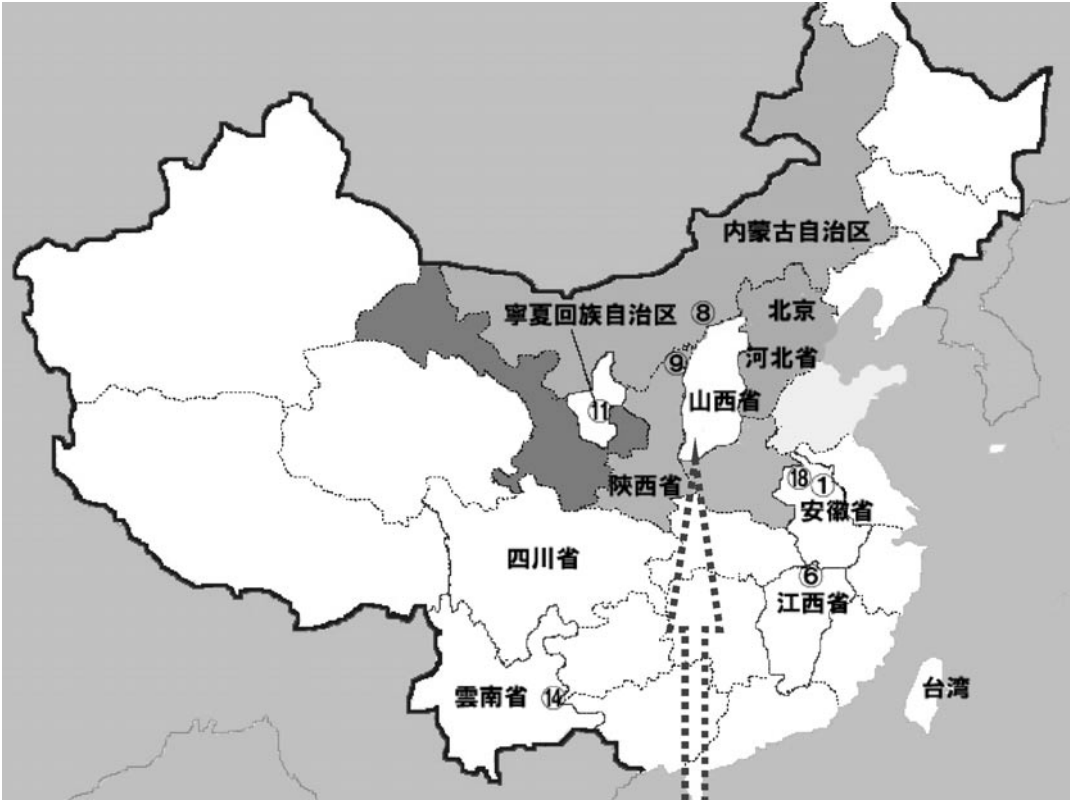 内蒙古自治区
北京
寧夏回族自治区
⑧
河北省
⑨
山西省
⑪
陝西省
⑱
①
安徽省
四川省
⑥
江西省
雲南省
⑭
台湾